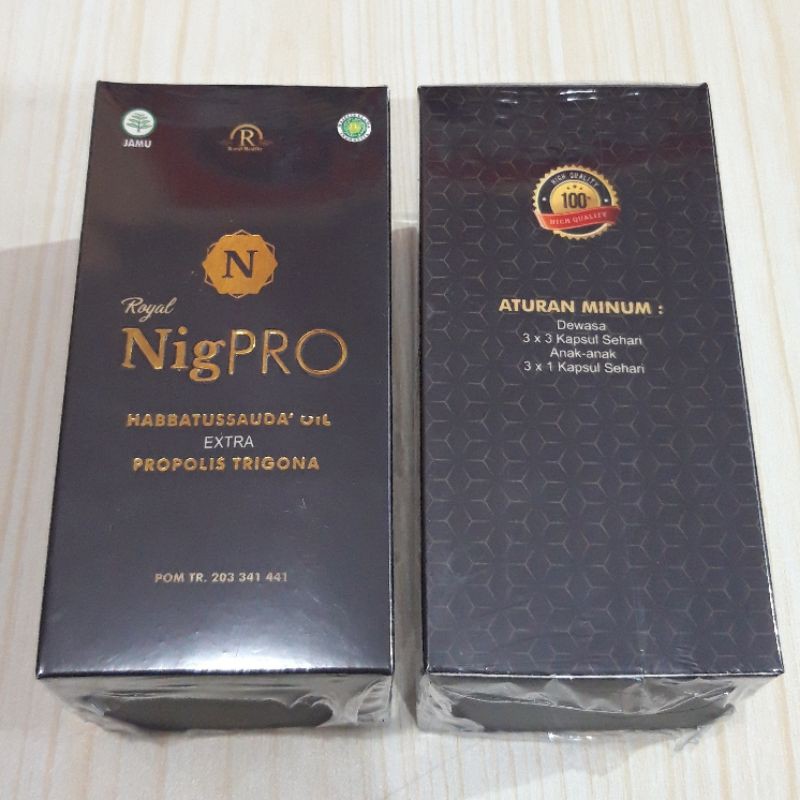 JAMU
R
N
Royal
NigPRO
HABBATUSSAUDA' OIL
EXTRA
PROPOLIS TRIGONA
POM TR. 203 341 441
HIGH QUALITY
100%
HIGH QUALITY
ATURAN MINUM :
Dewasa
3 x 3 Kapsul Sehari
Anak-anak
3 x 1 Kapsul Sehari